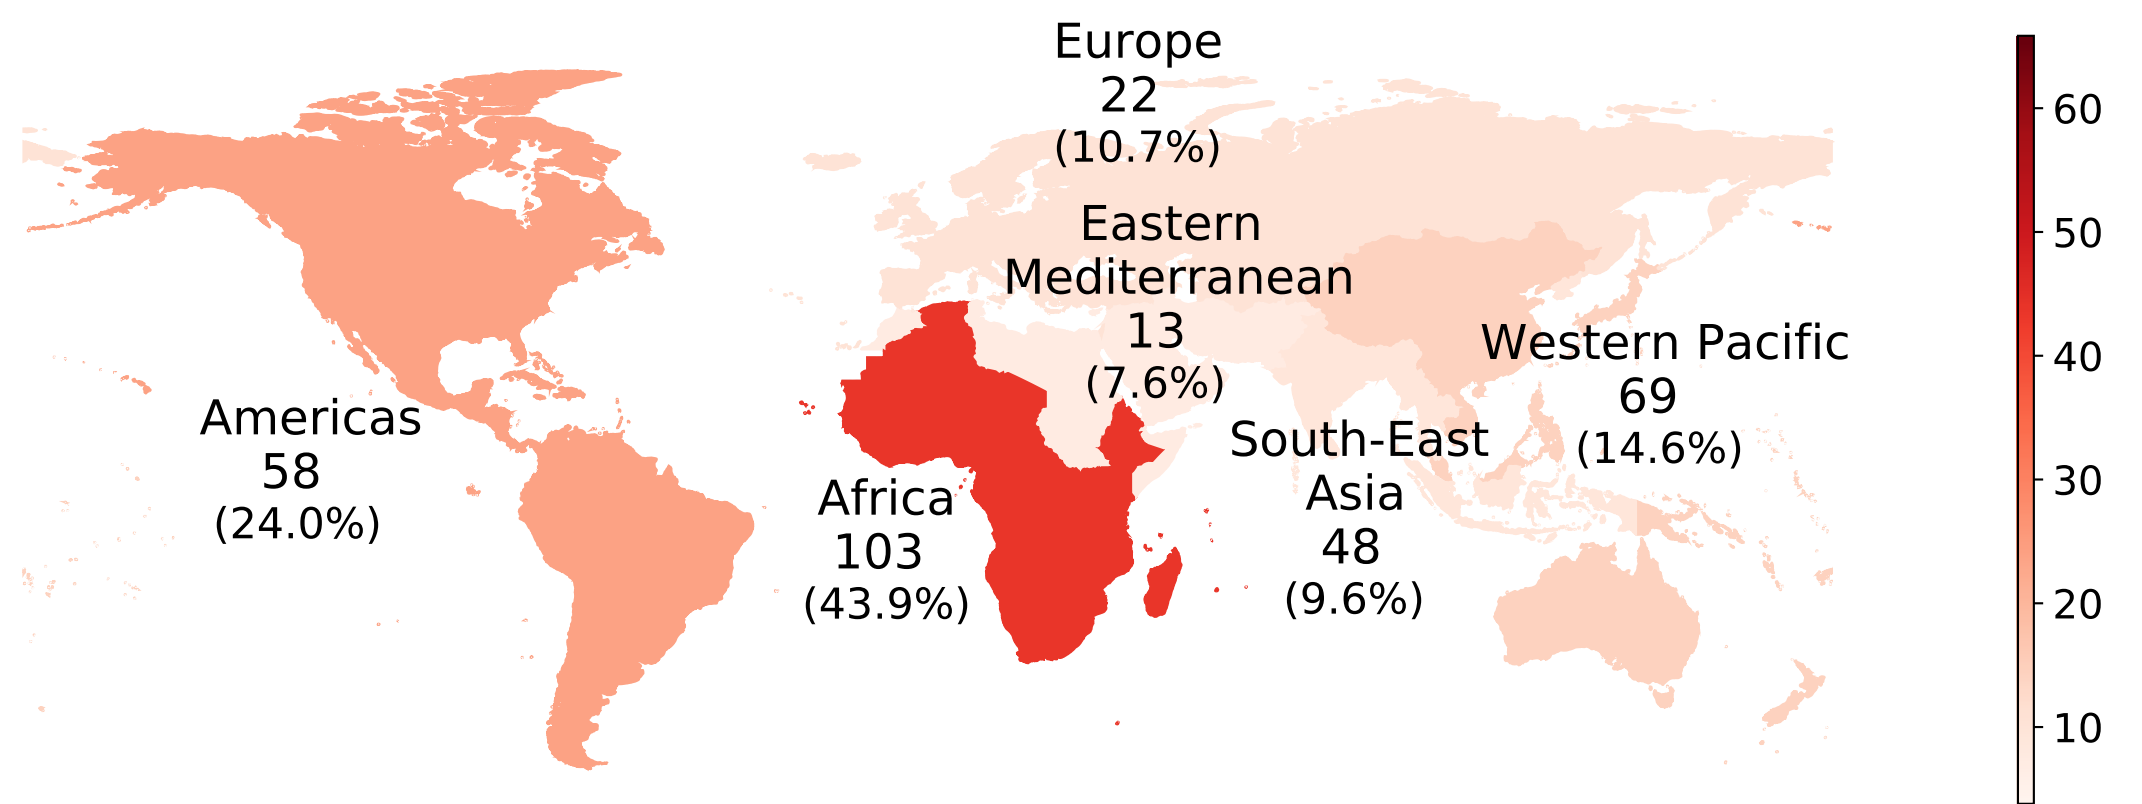 Europe
22
(10.7%)
Eastern
Mediterranean
13
(7.6%)
Western Pacific
69
(14.6%)
Americas
58
(24.0%)
South-East
Asia
48
(9.6%)
Africa
103
(43.9%)
60
50
40
30
20
10